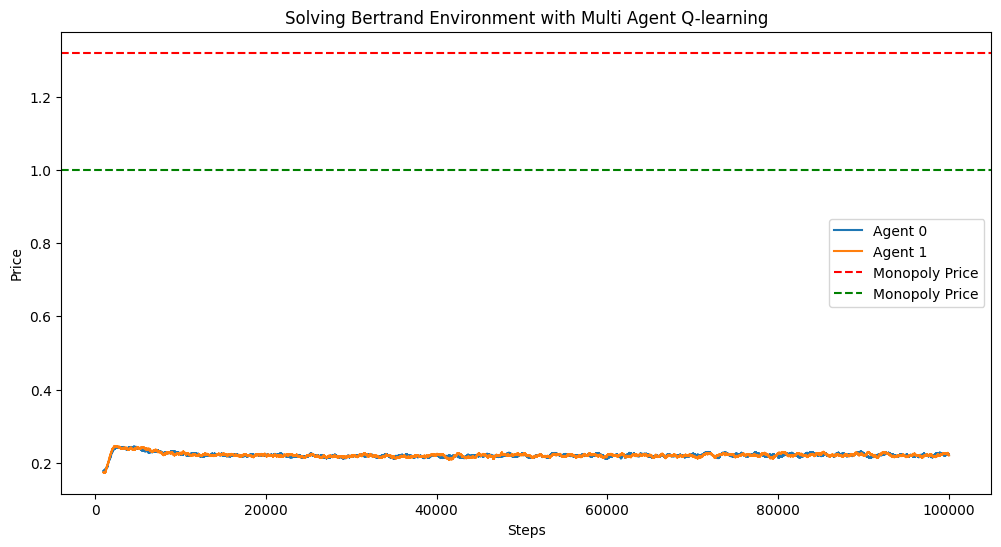 Solving Bertrand Environment with Multi Agent Q-learning
1.2
1.0
0.8
0.6
0.4
0.2
Price
Agent 0
Agent 1
Monopoly Price
Monopoly Price
0 20000 40000 60000 80000 100000
Steps